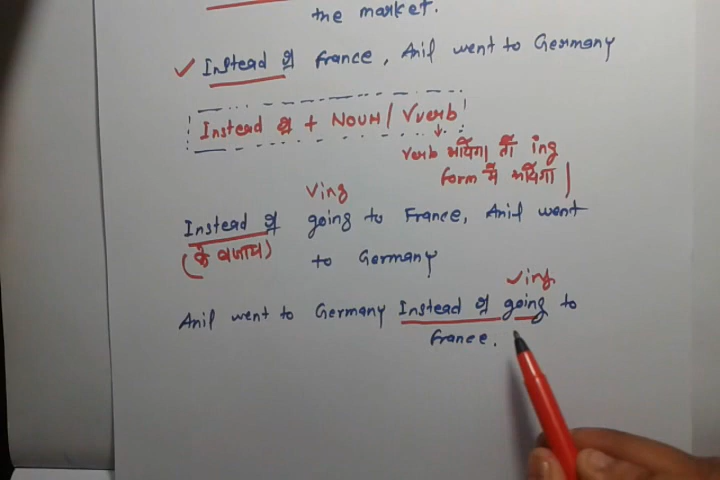 the market.
✓ Instead of France, Anil went to Germany
Instead of + NOUN / Verb
↓
verb आयेगा तो ing
form में आयेगा |
Ving
Instead of going to France, Anil went
(के बजाय) to Germany
Ving
Anil went to Germany Instead of going to
France.